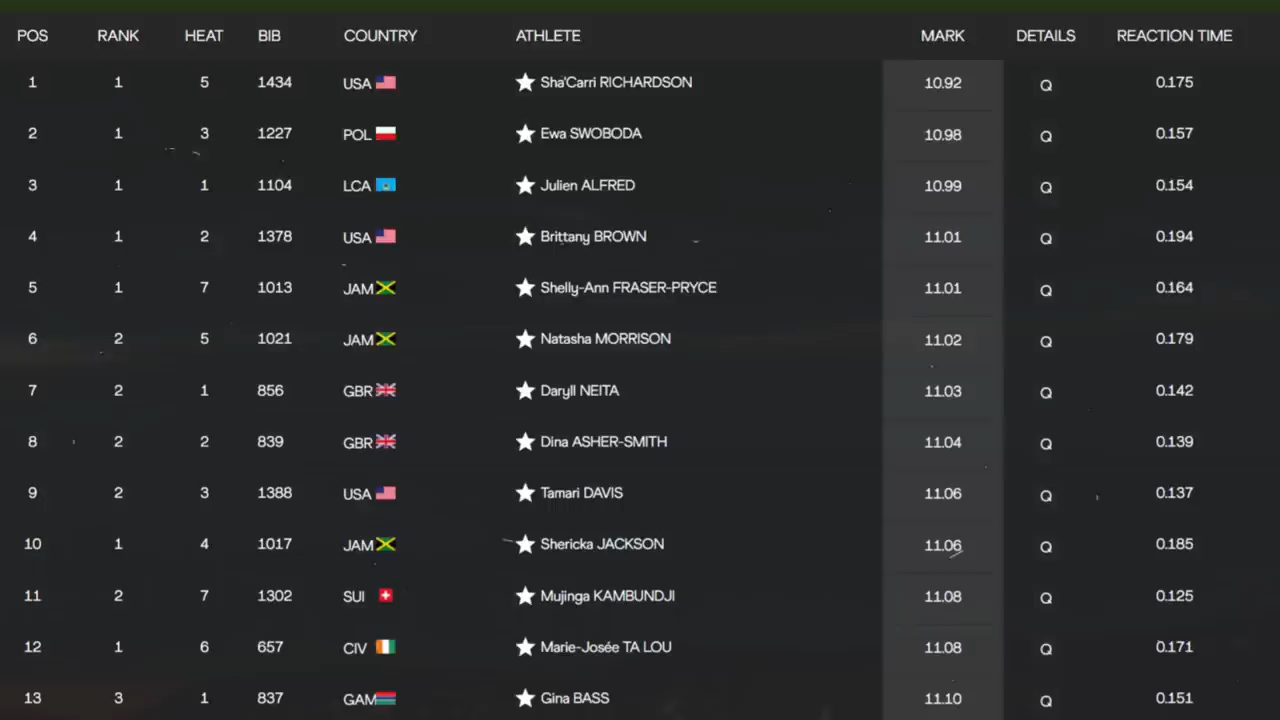 POS RANK HEAT BIB COUNTRY ATHLETE MARK DETAILS REACTION TIME
1 1 5 1434 USA Sha'Carri RICHARDSON 10.92 Q 0.175
2 1 3 1227 POL Ewa SWOBODA 10.98 Q 0.157
3 1 1 1104 LCA Julien ALFRED 10.99 Q 0.154
4 1 2 1378 USA Brittany BROWN 11.01 Q 0.194
5 1 7 1013 JAM Shelly-Ann FRASER-PRYCE 11.01 Q 0.164
6 2 5 1021 JAM Natasha MORRISON 11.02 Q 0.179
7 2 1 856 GBR Daryll NEITA 11.03 Q 0.142
8 2 2 839 GBR Dina ASHER-SMITH 11.04 Q 0.139
9 2 3 1388 USA Tamari DAVIS 11.06 Q 0.137
10 1 4 1017 JAM Shericka JACKSON 11.06 Q 0.185
11 2 7 1302 SUI Mujinga KAMBUNDJI 11.08 Q 0.125
12 1 6 657 CIV Marie-Josée TA LOU 11.08 Q 0.171
13 3 1 837 GAM Gina BASS 11.10 Q 0.151